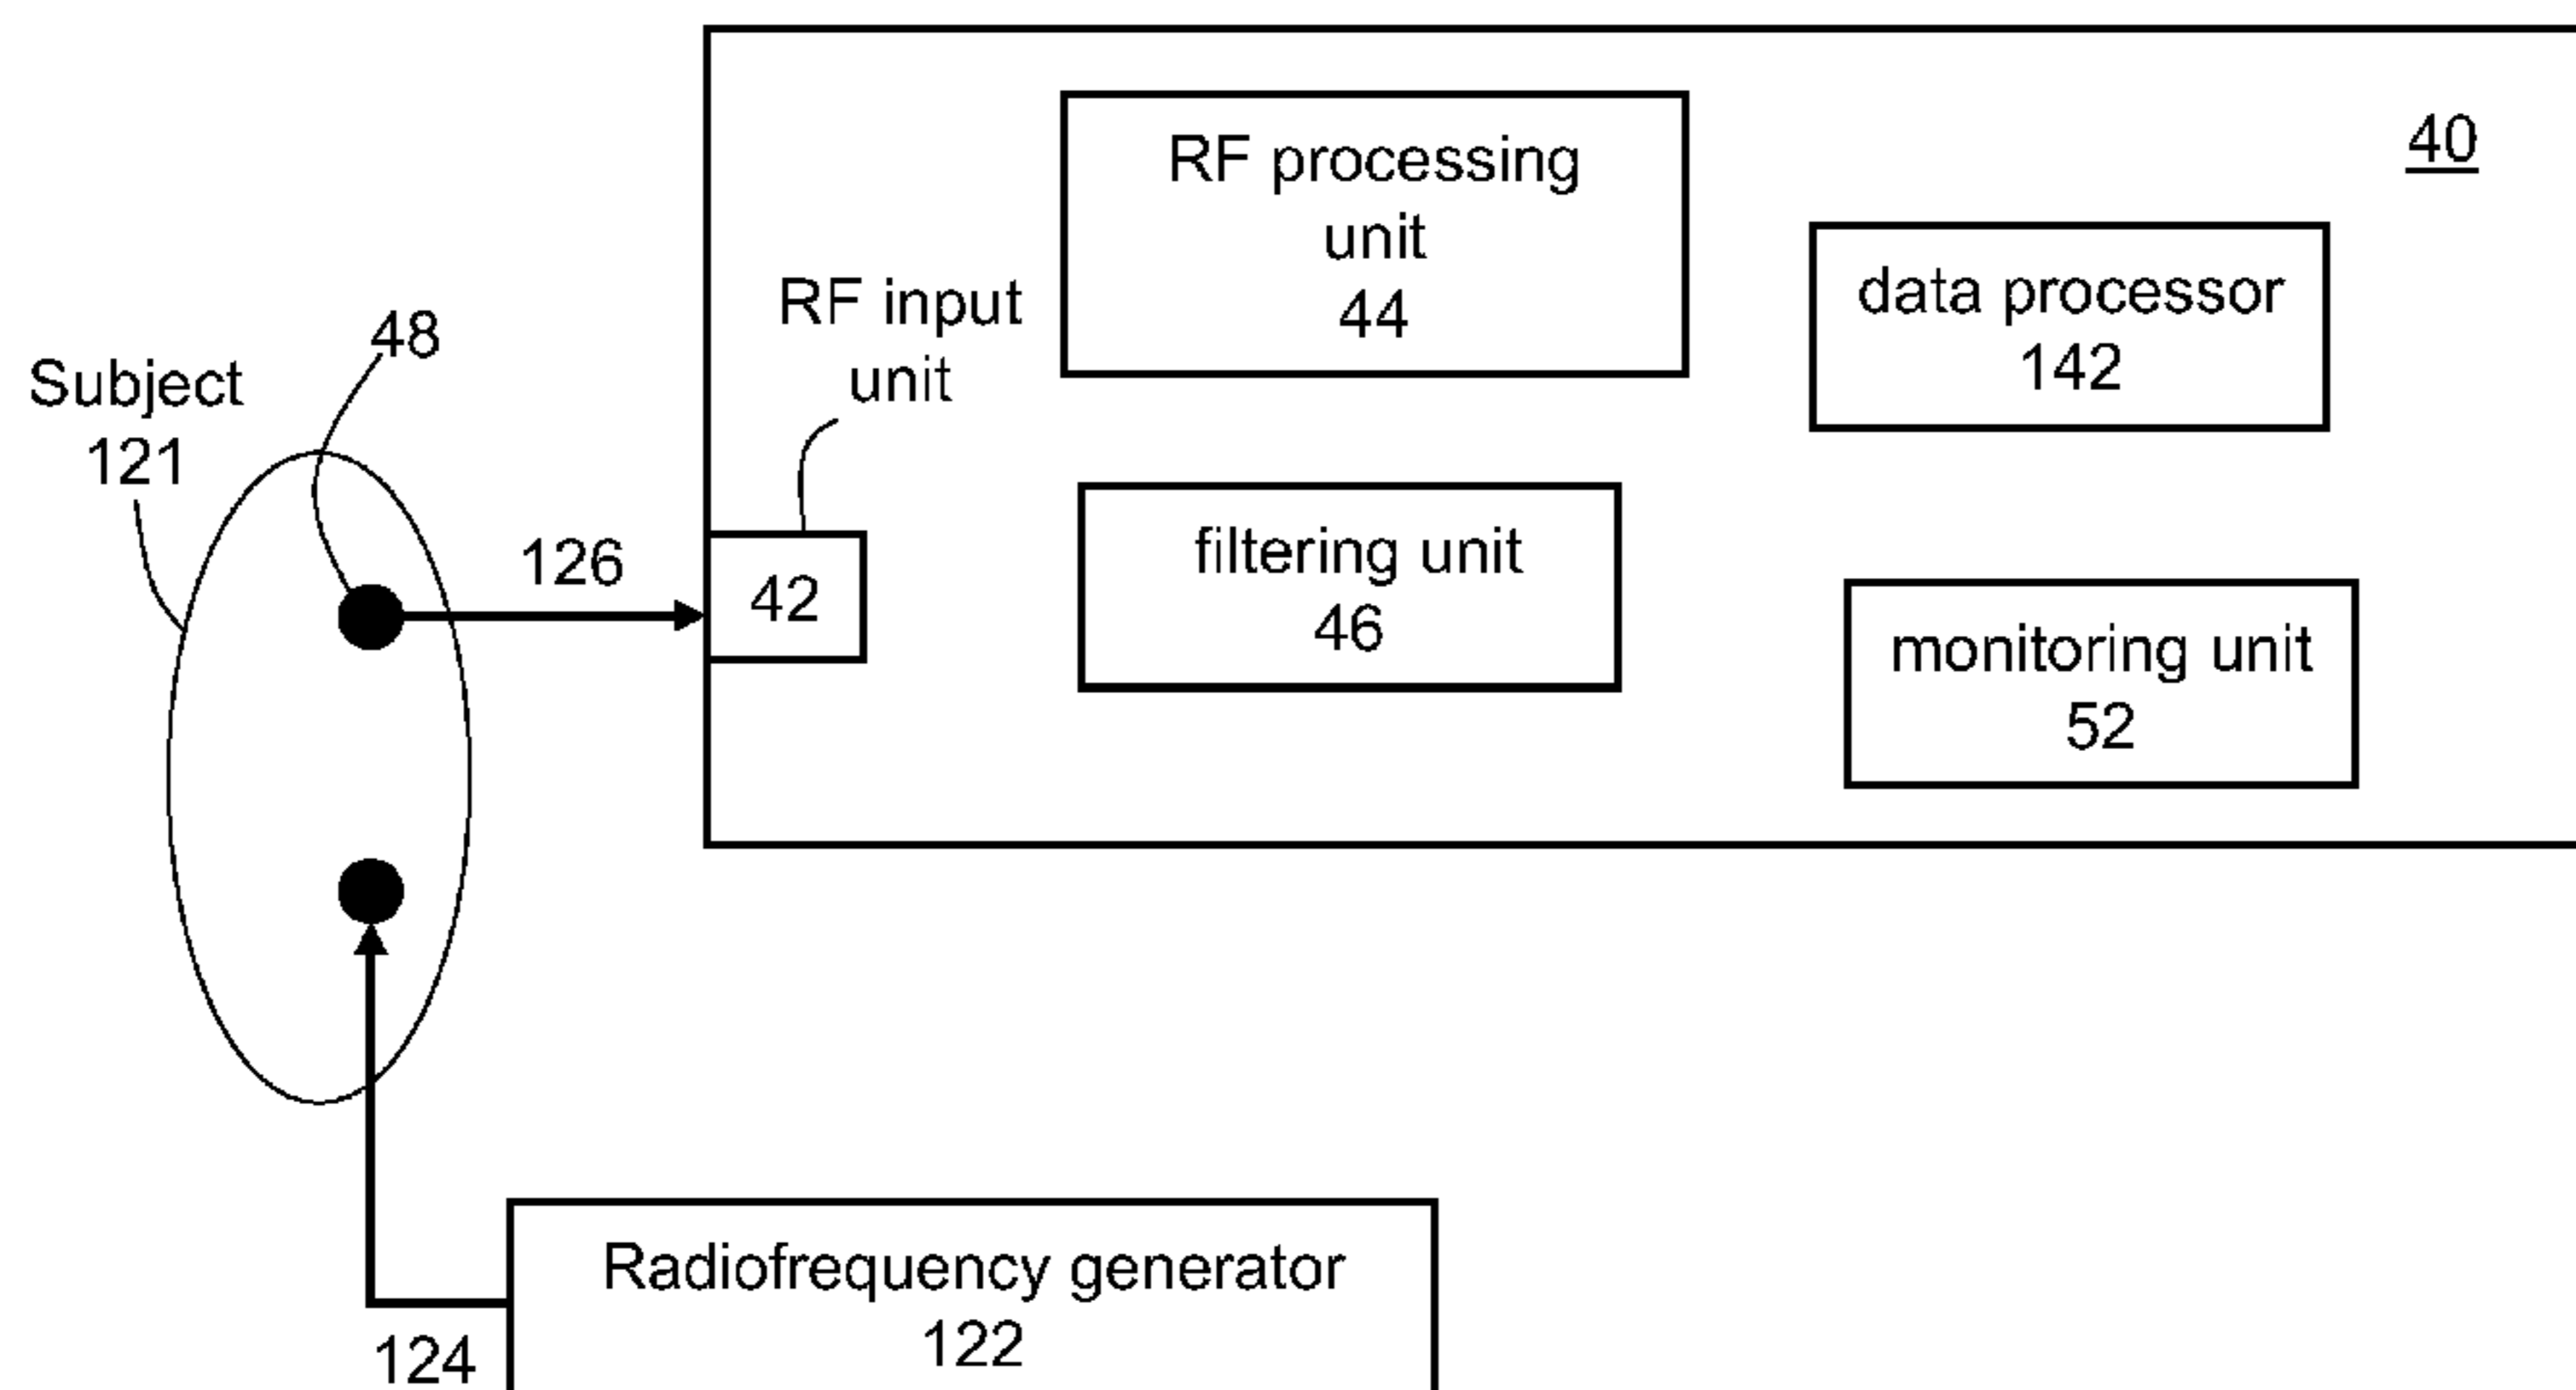 40
RF processing
unit
44
data processor
142
RF input
unit
48
Subject
121
126
42
filtering unit
46
monitoring unit
52
Radiofrequency generator
122
124